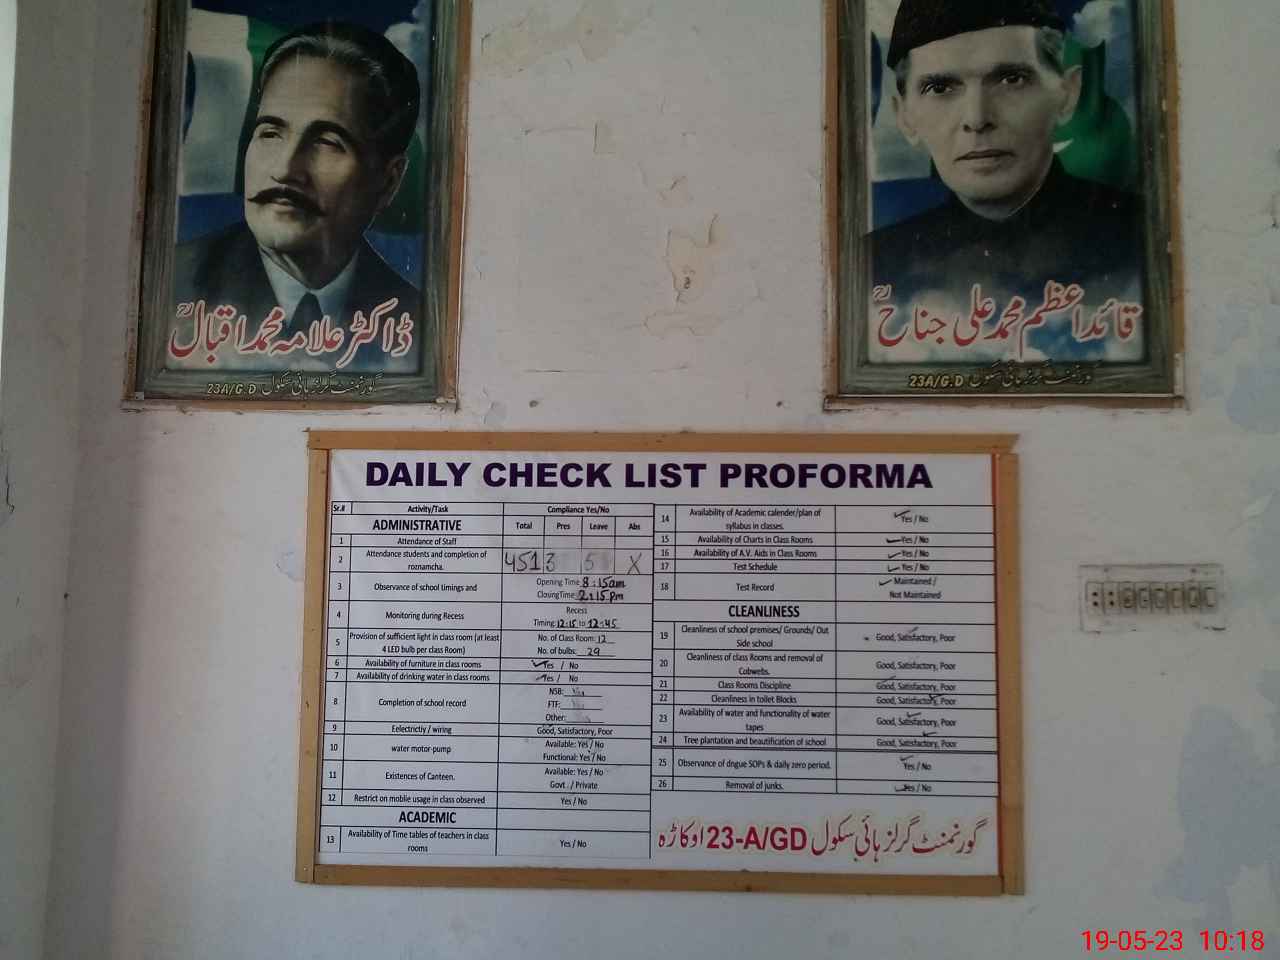 ڈاکٹر علامہ محمد اقبالؒ
گورنمنٹ گرلز ہائی سکول 23A/G.D
قائداعظم محمد علی جناحؒ
گورنمنٹ گرلز ہائی سکول 23A/G.D
DAILY CHECK LIST PROFORMA
Sr.# Activity/Task Compliance Yes/No
ADMINISTRATIVE Total Pres Leave Abs
1 Attendance of Staff
2 Attendance students and completion of roznamcha. 451 3 5 X
3 Observance of school timings and Opening Time 8:15am
ClosingTime 2:15 pm
4 Monitoring during Recess Recess
Timing 12:15 to 12:45
5 Provision of sufficient light in class room (at least No. of Class Room: 12
4 LED bulb per class Room) No. of bulbs: 29
6 Availability of furniture in class rooms Yes / No
7 Availability of drinking water in class rooms Yes / No
8 Completion of school record NSB:
FTF:
Other:
9 Eelectrictiy / wiring Good, Satisfactory, Poor
10 water motor-pump Available: Yes / No
Functional: Yes / No
11 Existences of Canteen. Available: Yes / No
Govt . / Private
12 Restrict on moblie usage in class observed Yes / No
ACADEMIC
13 Availability of Time tables of teachers in class rooms Yes / No
14 Availability of Academic calender/plan of syllabus in classes. Yes / No
15 Availability of Charts in Class Rooms Yes / No
16 Availability of A.V. Aids in Class Rooms Yes / No
17 Test Schedule Yes / No
18 Test Record Maintained /
Not Maintained
CLEANLINESS
19 Cleanliness of school premises/ Grounds/ Out Side school Good, Satisfactory, Poor
20 Cleanliness of class Rooms and removal of Cobwebs. Good, Satisfactory, Poor
21 Class Rooms Discipline Good, Satisfactory, Poor
22 Cleanliness in toilet Blocks Good, Satisfactory, Poor
23 Availability of water and functionality of water tapes Good, Satisfactory, Poor
24 Tree plantation and beautification of school Good, Satisfactory, Poor
25 Observance of dngue SOPs & daily zero period. Yes / No
26 Removal of junks. Yes / No
گورنمنٹ گرلز ہائی سکول 23-A/GD اوکاڑہ
19-05-23 10:18